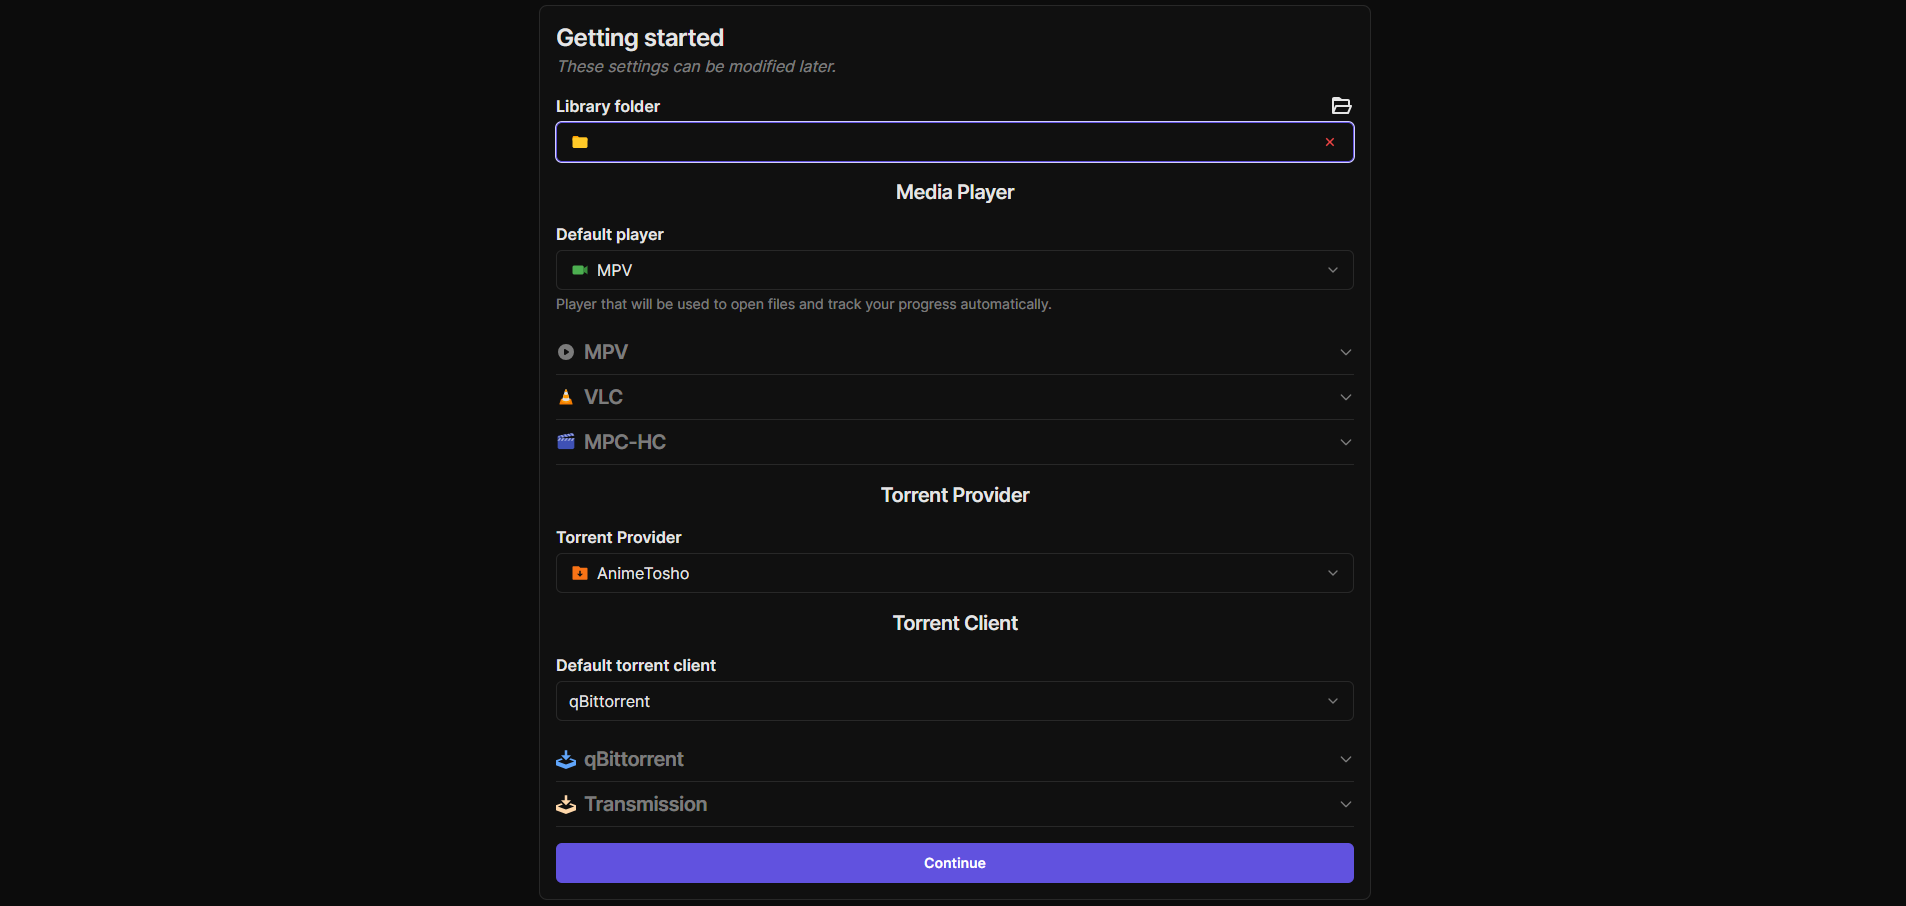 Getting started
These settings can be modified later.
Library folder
Media Player
Default player
MPV
Player that will be used to open files and track your progress automatically.
MPV
VLC
MPC-HC
Torrent Provider
Torrent Provider
AnimeTosho
Torrent Client
Default torrent client
qBittorrent
qBittorrent
Transmission
Continue